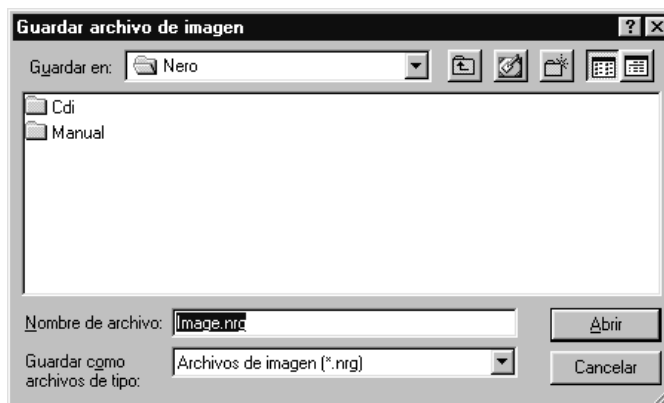 Guardar archivo de imagen
Guardar en: Nero
Cdi
Manual
Nombre de archivo: Image.nrg Abrir
Guardar como archivos de tipo: Archivos de imagen (*.nrg) Cancelar